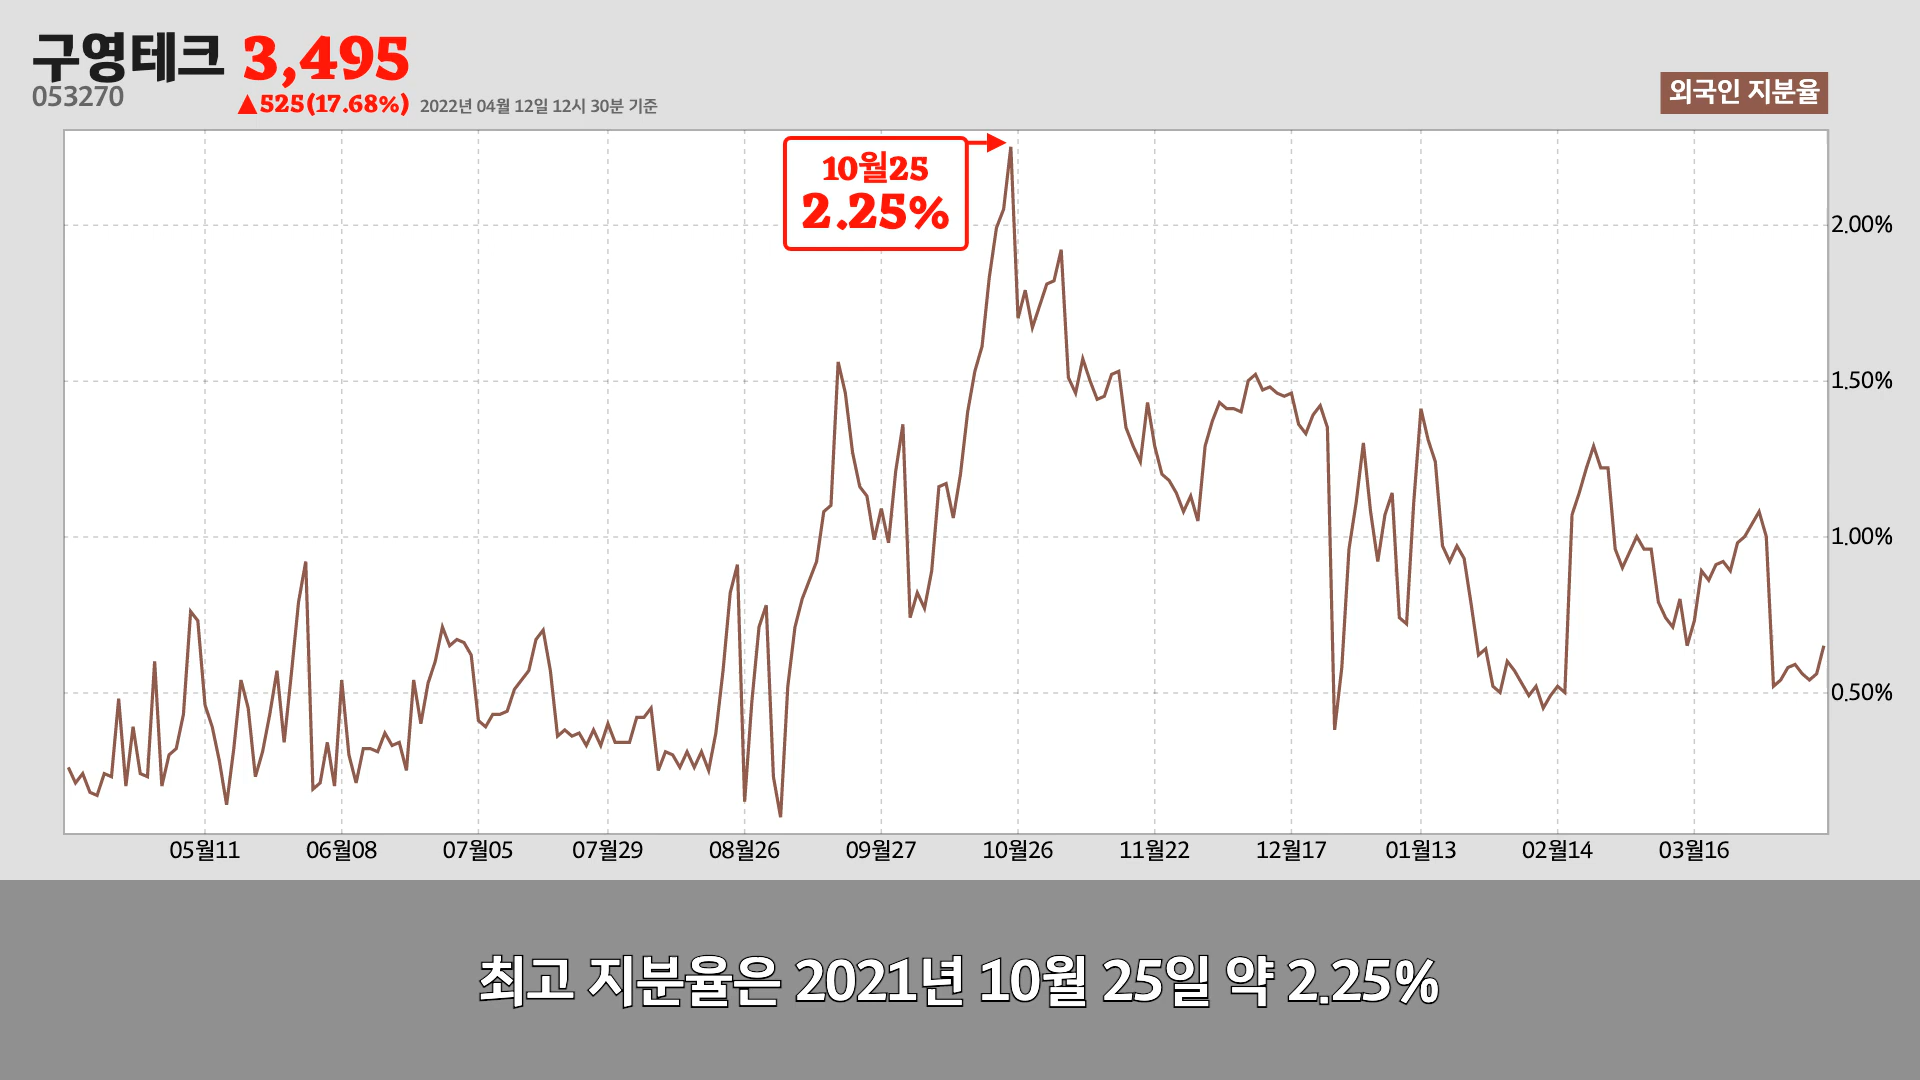 구영테크 3,495
053270
▲525(17.68%) 2022년 04월 12일 12시 30분 기준
외국인 지분율
10월25
2.25%
2.00%
1.50%
1.00%
0.50%
05월11 06월08 07월05 07월29 08월26 09월27 10월26 11월22 12월17 01월13 02월14 03월16
최고 지분율은 2021년 10월 25일 약 2.25%